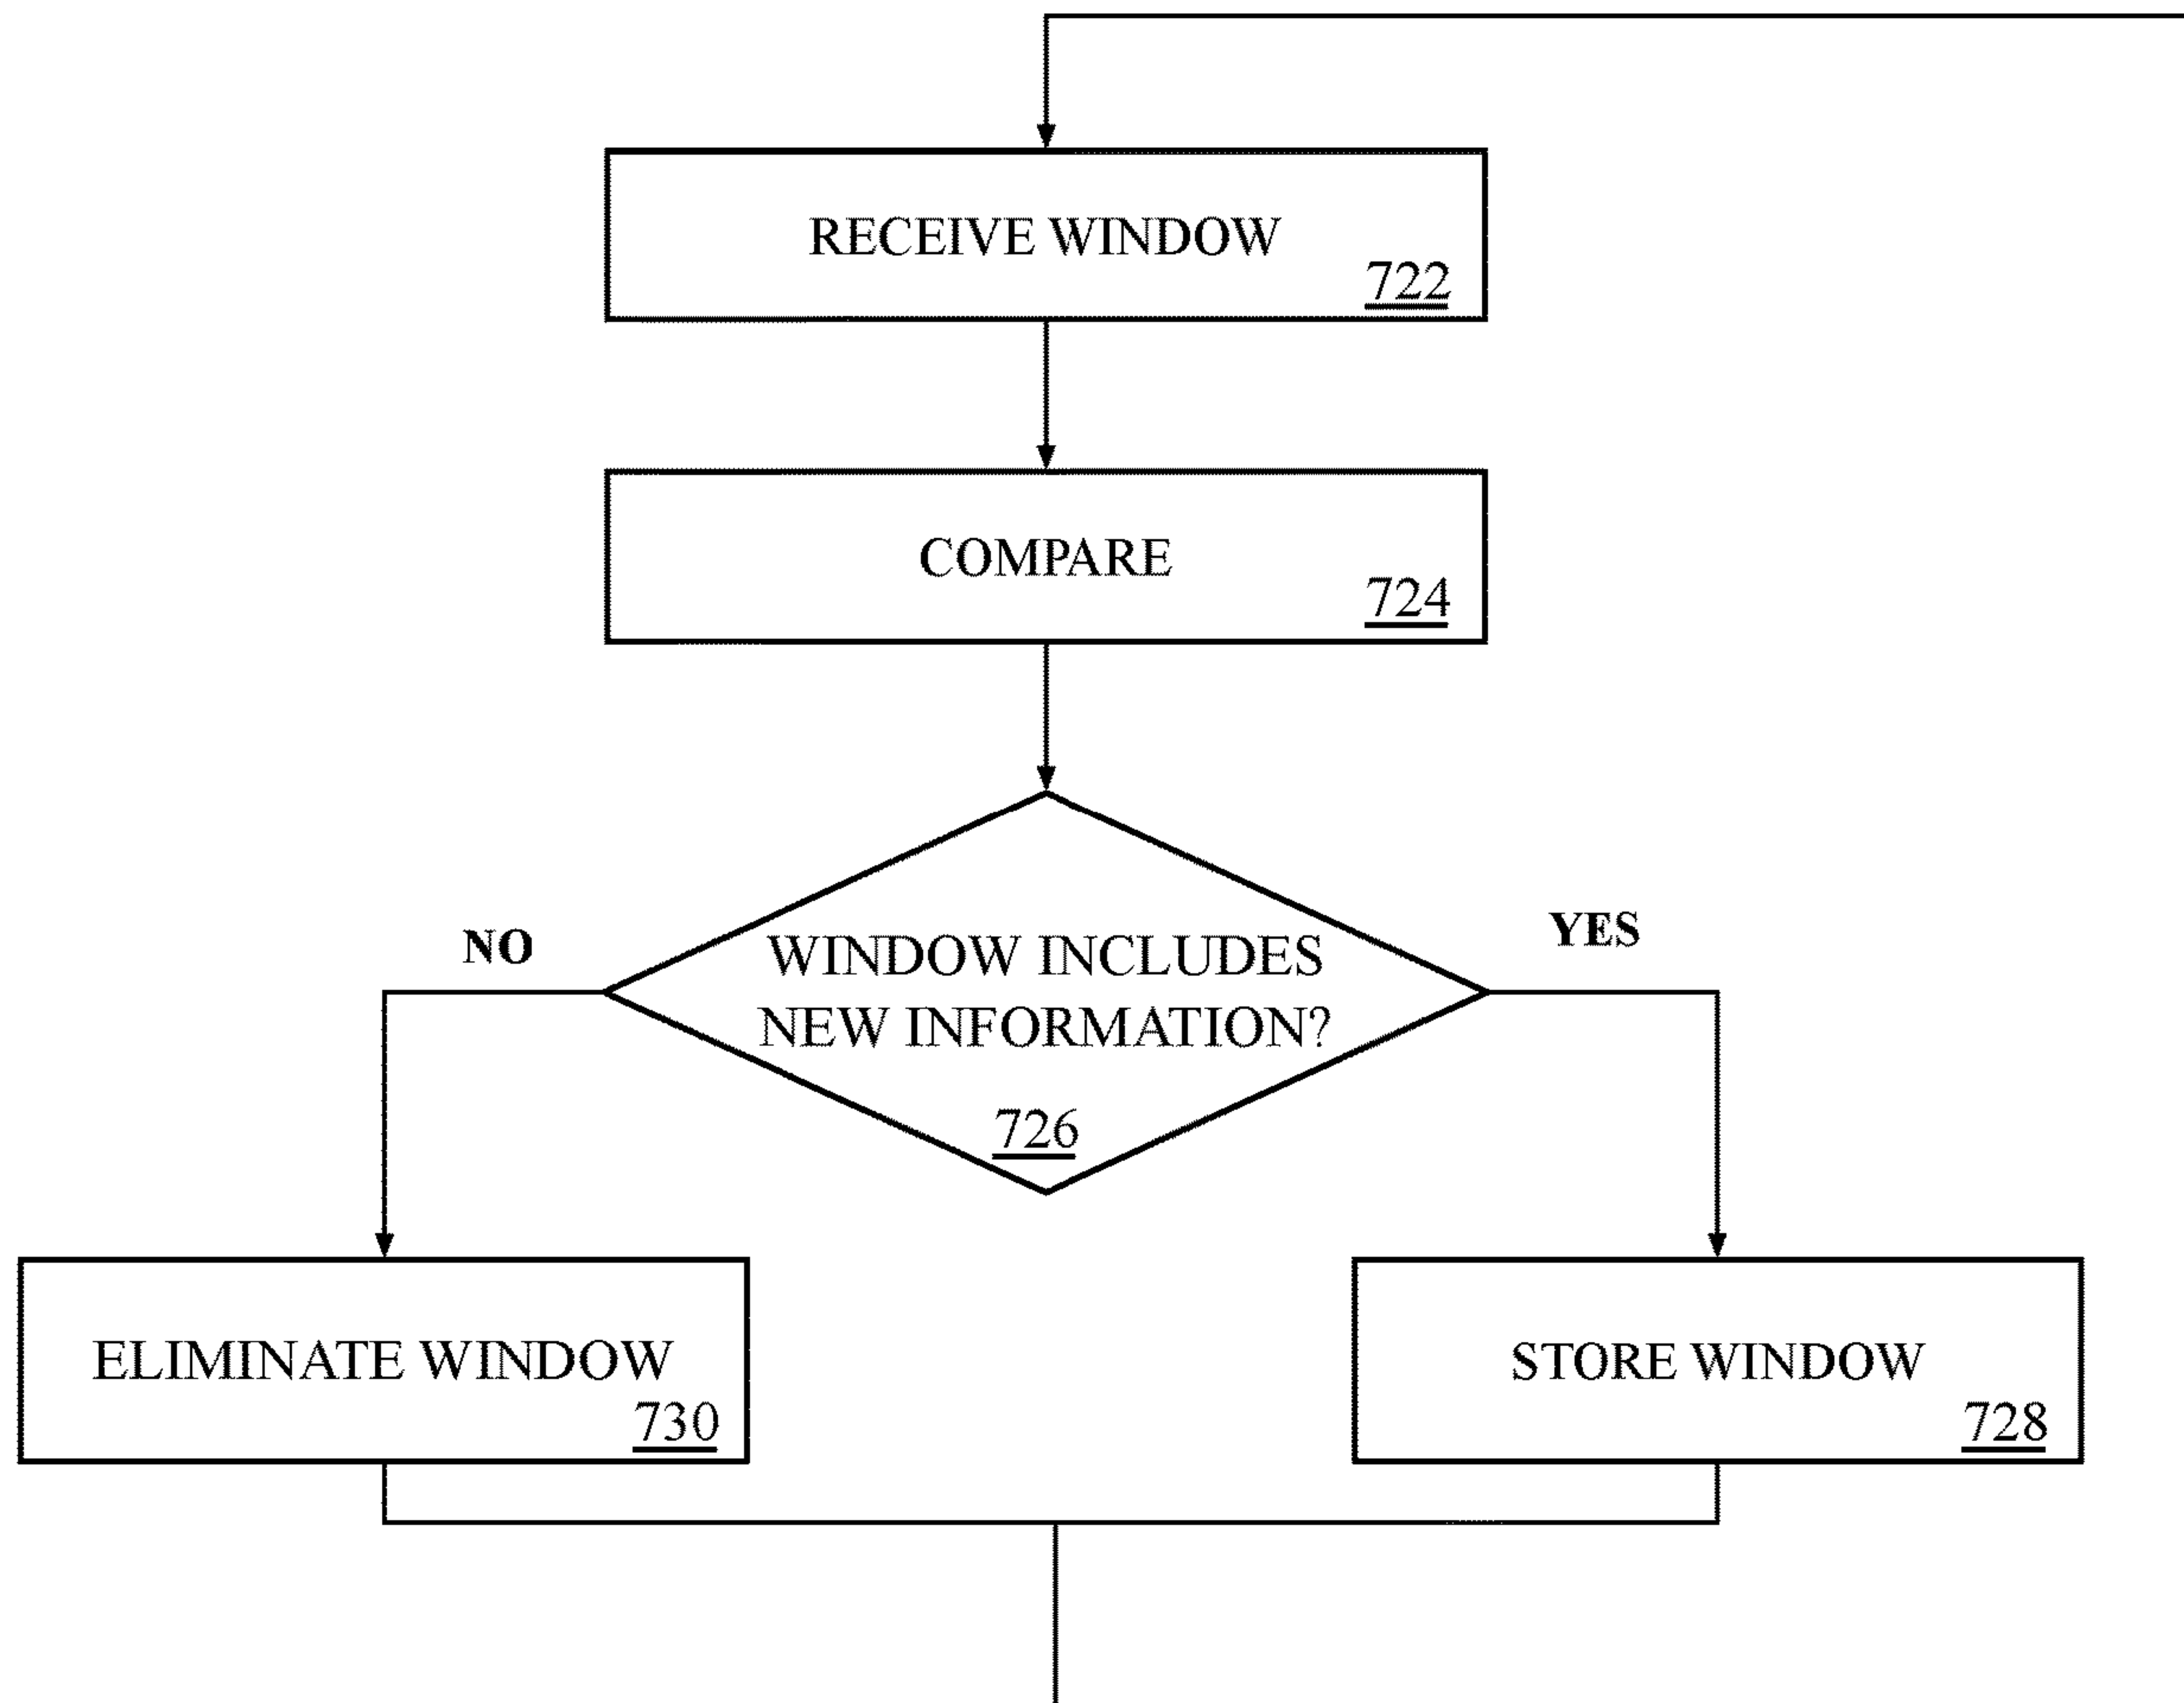 RECEIVE WINDOW
722
COMPARE
724
NO
YES
WINDOW INCLUDES
NEW INFORMATION?
726
ELIMINATE WINDOW
730
STORE WINDOW
728